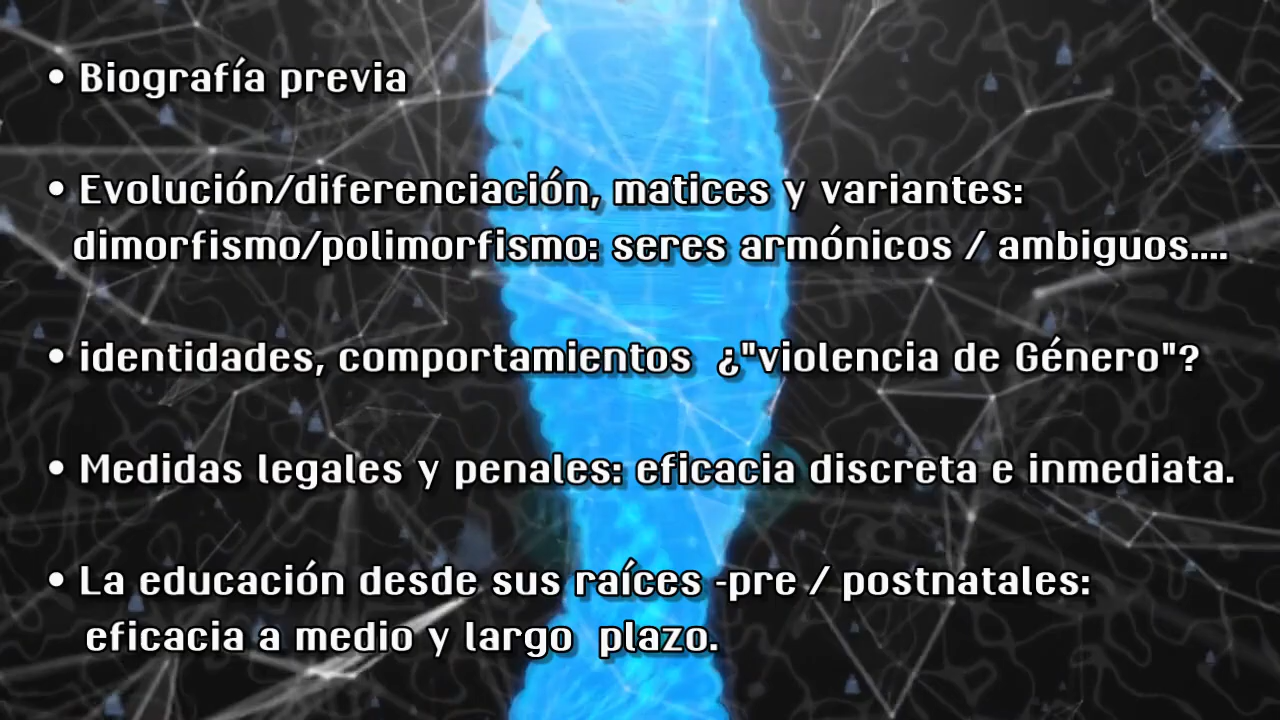 • Biografía previa
• Evolución/diferenciación, matices y variantes:
dimorfismo/polimorfismo: seres armónicos / ambiguos....
• identidades, comportamientos ¿"violencia de Género"?
• Medidas legales y penales: eficacia discreta e inmediata.
• La educación desde sus raíces -pre / postnatales:
eficacia a medio y largo plazo.